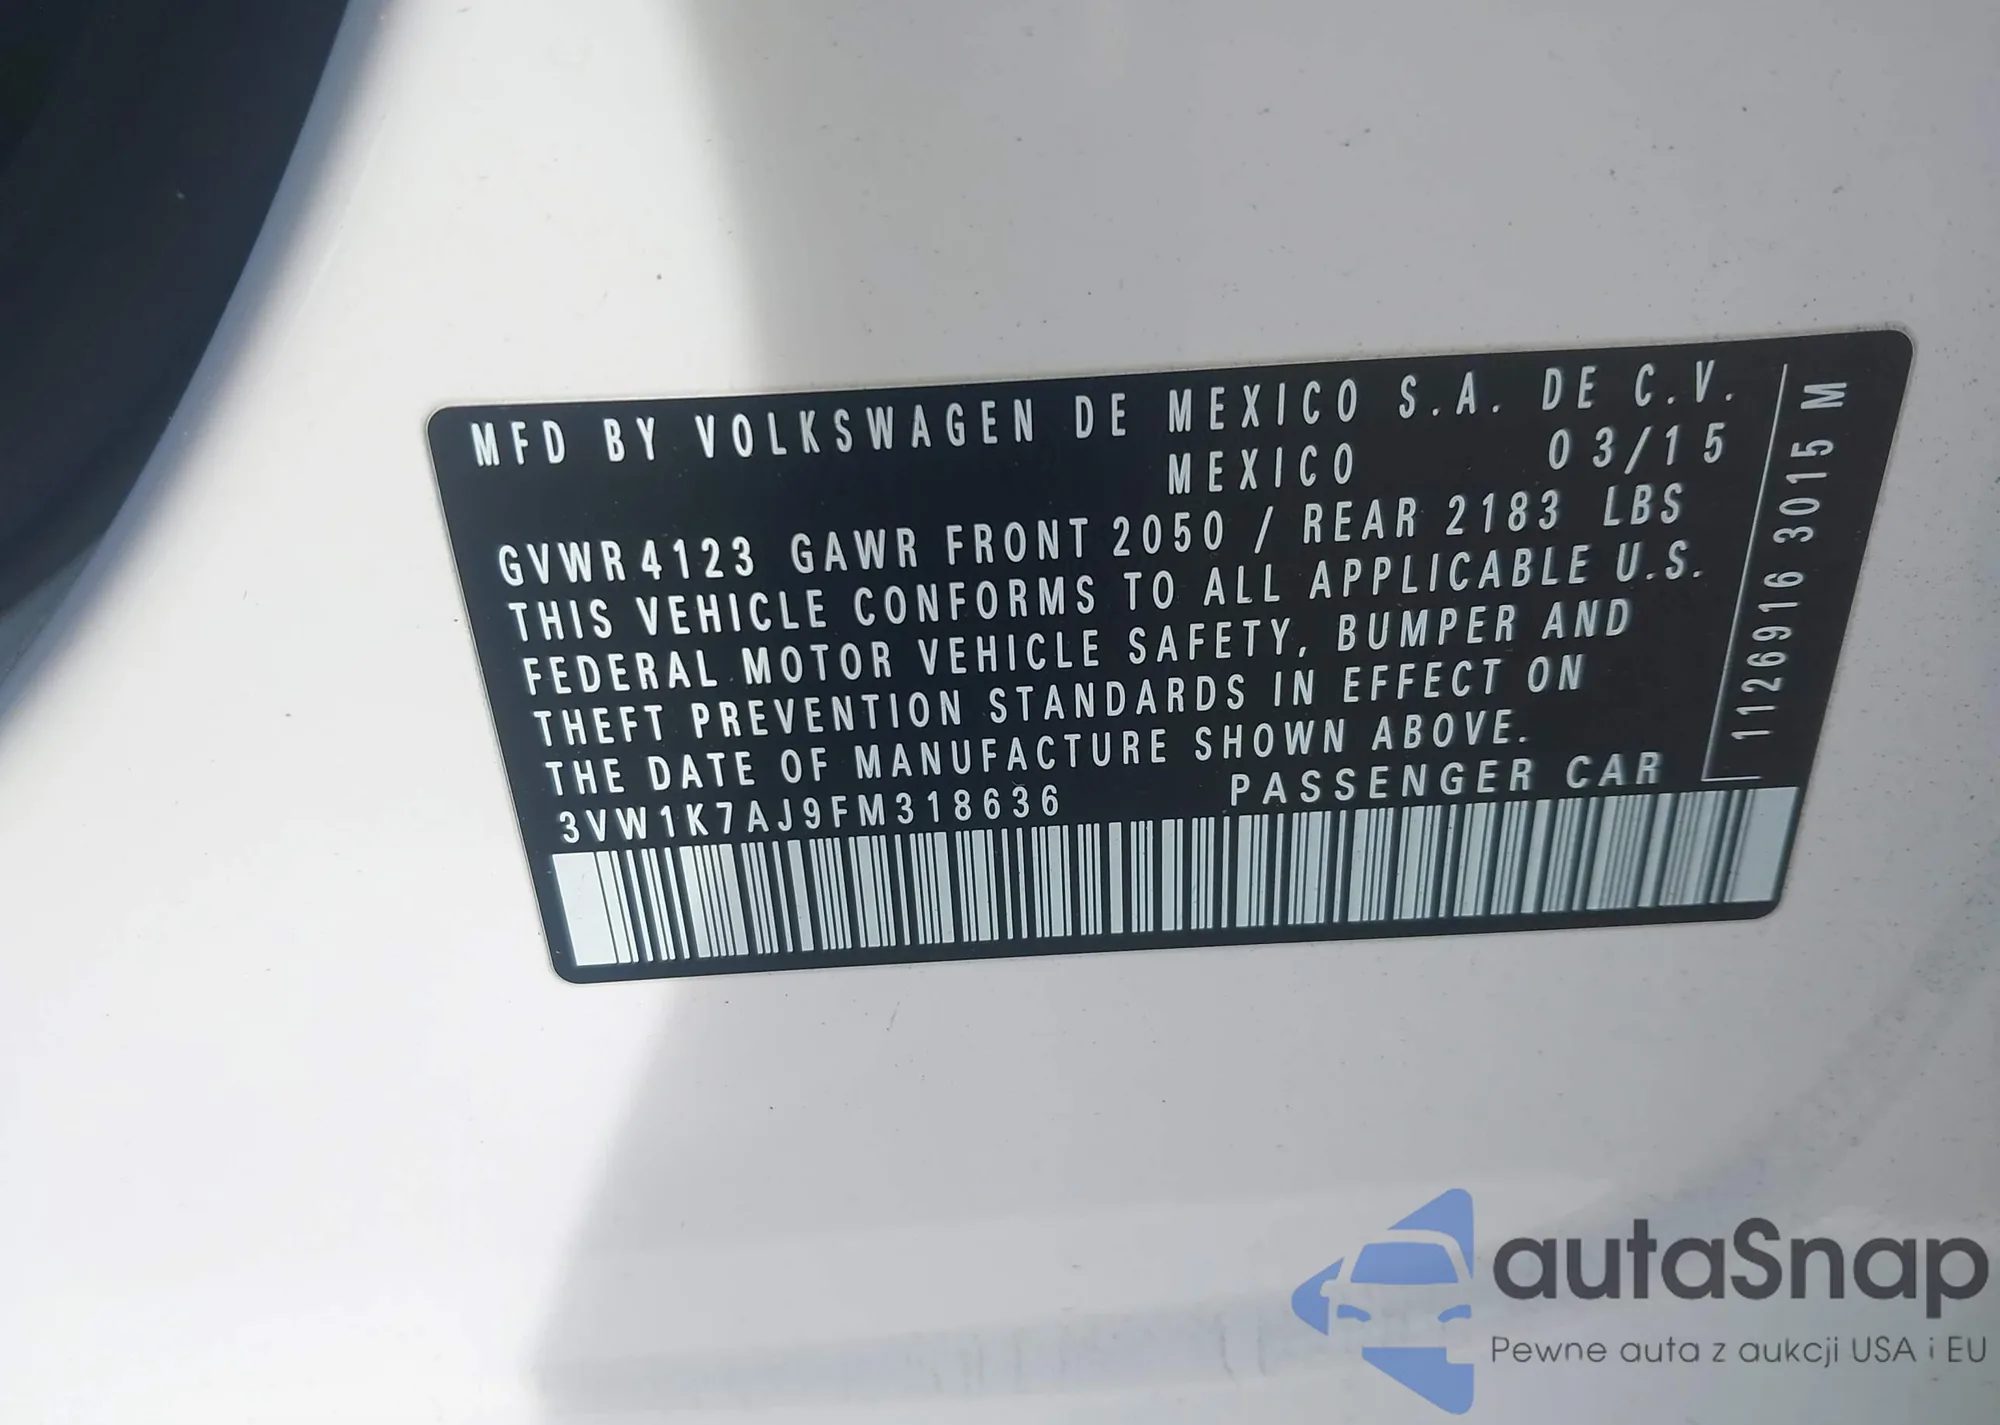 MFD BY VOLKSWAGEN DE MEXICO S.A. DE C.V.
MEXICO 03/15
GVWR 4123 GAWR FRONT 2050 / REAR 2183 LBS
THIS VEHICLE CONFORMS TO ALL APPLICABLE U.S.
FEDERAL MOTOR VEHICLE SAFETY, BUMPER AND
THEFT PREVENTION STANDARDS IN EFFECT ON
THE DATE OF MANUFACTURE SHOWN ABOVE.
3VW1K7AJ9FM318636 PASSENGER CAR
1126916 3015 M
autaSnap
Pewne auta z aukcji USA i EU